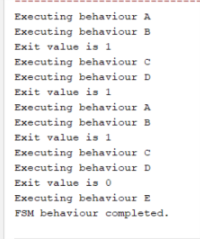 Executing behaviour A
Executing behaviour B
Exit value is 1
Executing behaviour C
Executing behaviour D
Exit value is 1
Executing behaviour A
Executing behaviour B
Exit value is 1
Executing behaviour C
Executing behaviour D
Exit value is 0
Executing behaviour E
FSM behaviour completed.